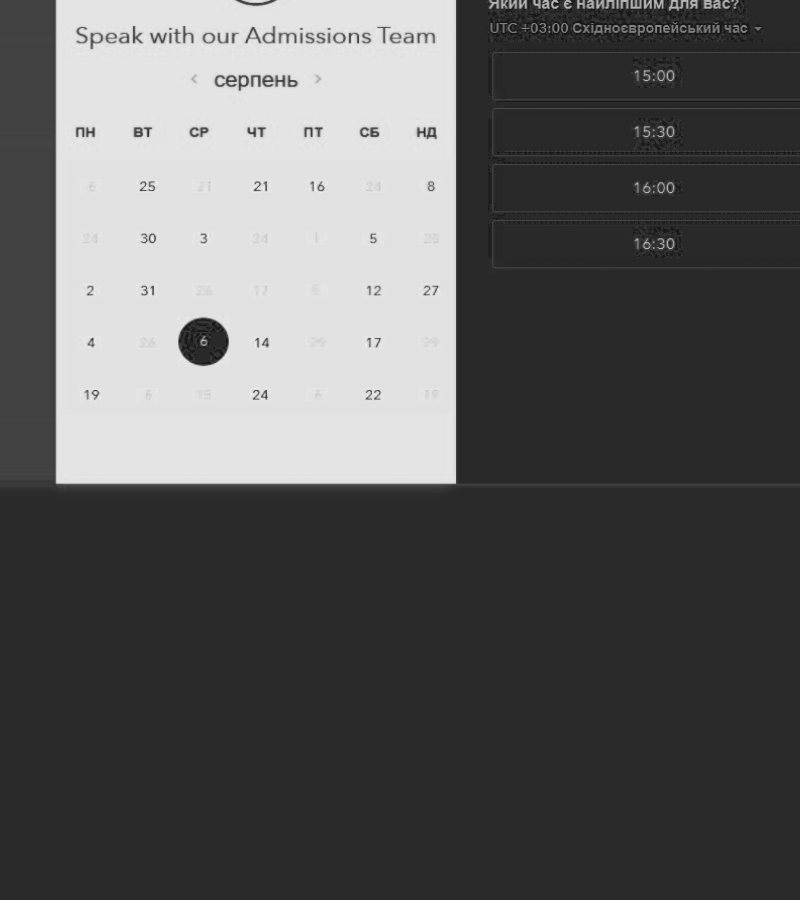 Який час є найліпшим для вас?
Speak with our Admissions Team
UTC +03:00 Східноєвропейський час
серпень
15:00
15:30
16:00
16:30
ПН ВТ СР ЧТ ПТ СБ НД
6 25 21 21 16 24 8
24 30 3 24 1 5
2 31 26 17 5 12 27
4 26 6 14 29 17 29
19 6 15 24 6 22 19